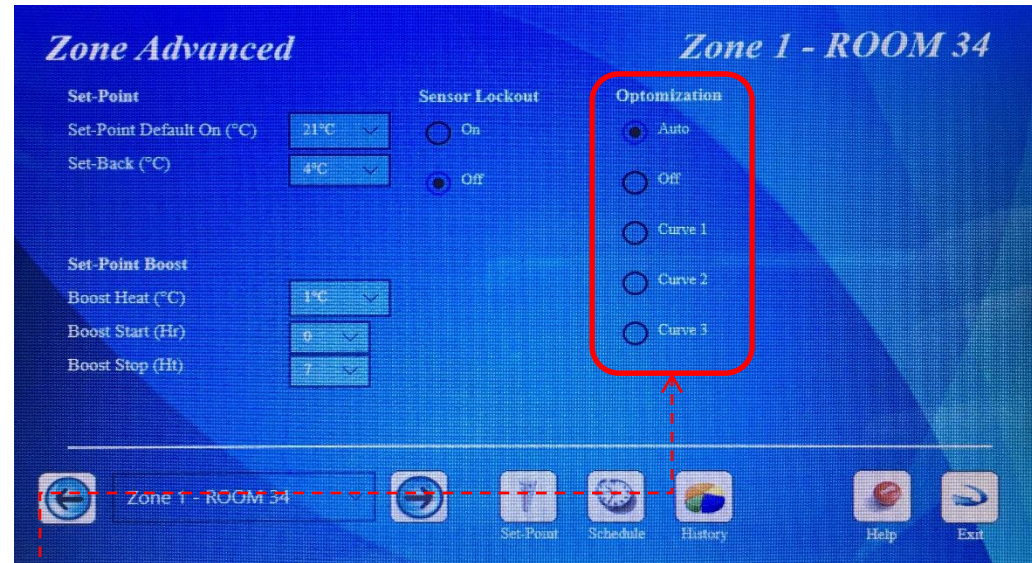 Zone Advanced
Zone 1 - ROOM 34
Set-Point
Set-Point Default On (°C)
21°C
Set-Back (°C)
4°C
Sensor Lockout
On
Off
Optomization
Auto
Off
Curve 1
Curve 2
Curve 3
Set-Point Boost
Boost Heat (°C)
1°C
Boost Start (Hr)
0
Boost Stop (Ht)
7
Zone 1 - ROOM 34
Set-Point
Schedule
History
Help
Exit